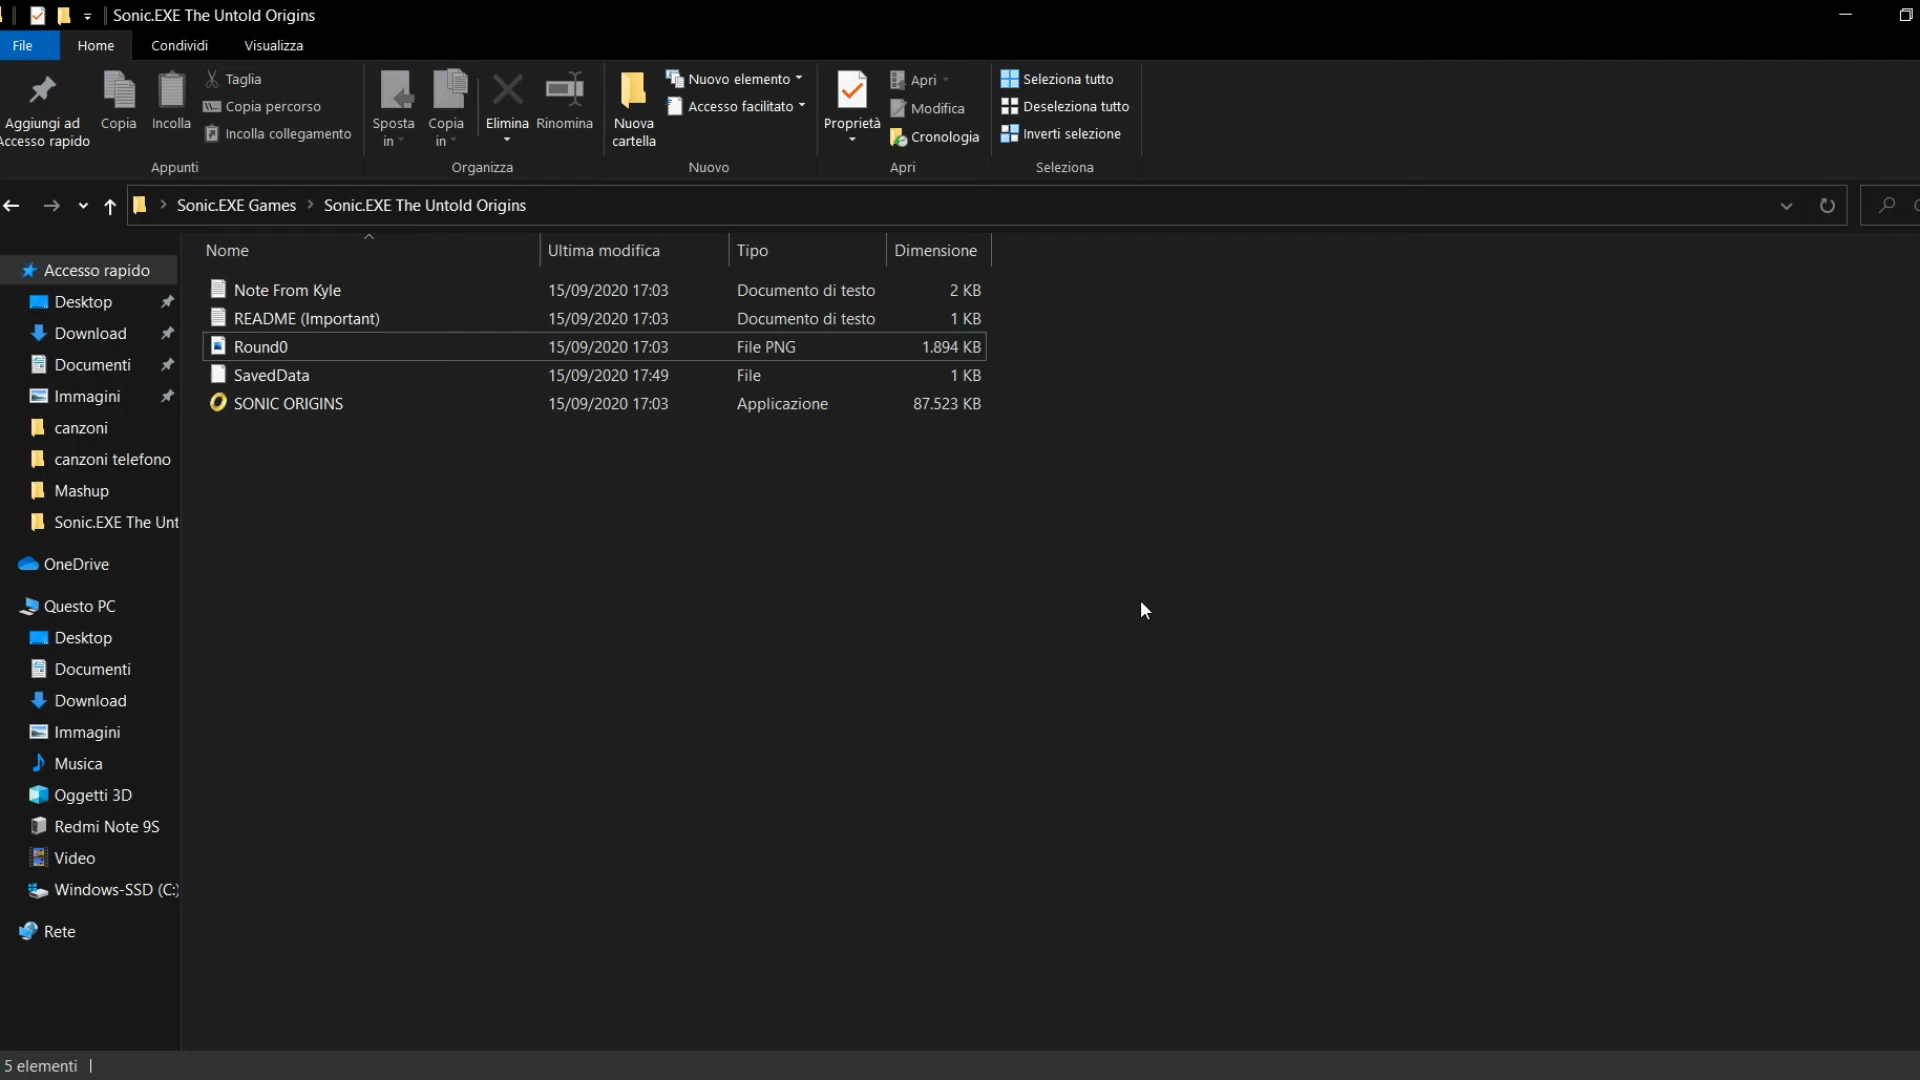 Sonic.EXE The Untold Origins
File Home Condividi Visualizza
Aggiungi ad Accesso rapido
Copia
Incolla
Taglia
Copia percorso
Incolla collegamento
Appunti
Sposta in
Copia in
Elimina
Rinomina
Organizza
Nuova cartella
Nuovo elemento
Accesso facilitato
Nuovo
Proprietà
Apri
Modifica
Cronologia
Apri
Seleziona tutto
Deseleziona tutto
Inverti selezione
Seleziona
Sonic.EXE Games > Sonic.EXE The Untold Origins
Nome Ultima modifica Tipo Dimensione
Note From Kyle 15/09/2020 17:03 Documento di testo 2 KB
README (Important) 15/09/2020 17:03 Documento di testo 1 KB
Round0 15/09/2020 17:03 File PNG 1.894 KB
SavedData 15/09/2020 17:49 File 1 KB
SONIC ORIGINS 15/09/2020 17:03 Applicazione 87.523 KB
Accesso rapido
Desktop
Download
Documenti
Immagini
canzoni
canzoni telefono
Mashup
Sonic.EXE The Unt
OneDrive
Questo PC
Desktop
Documenti
Download
Immagini
Musica
Oggetti 3D
Redmi Note 9S
Video
Windows-SSD (C:)
Rete
5 elementi